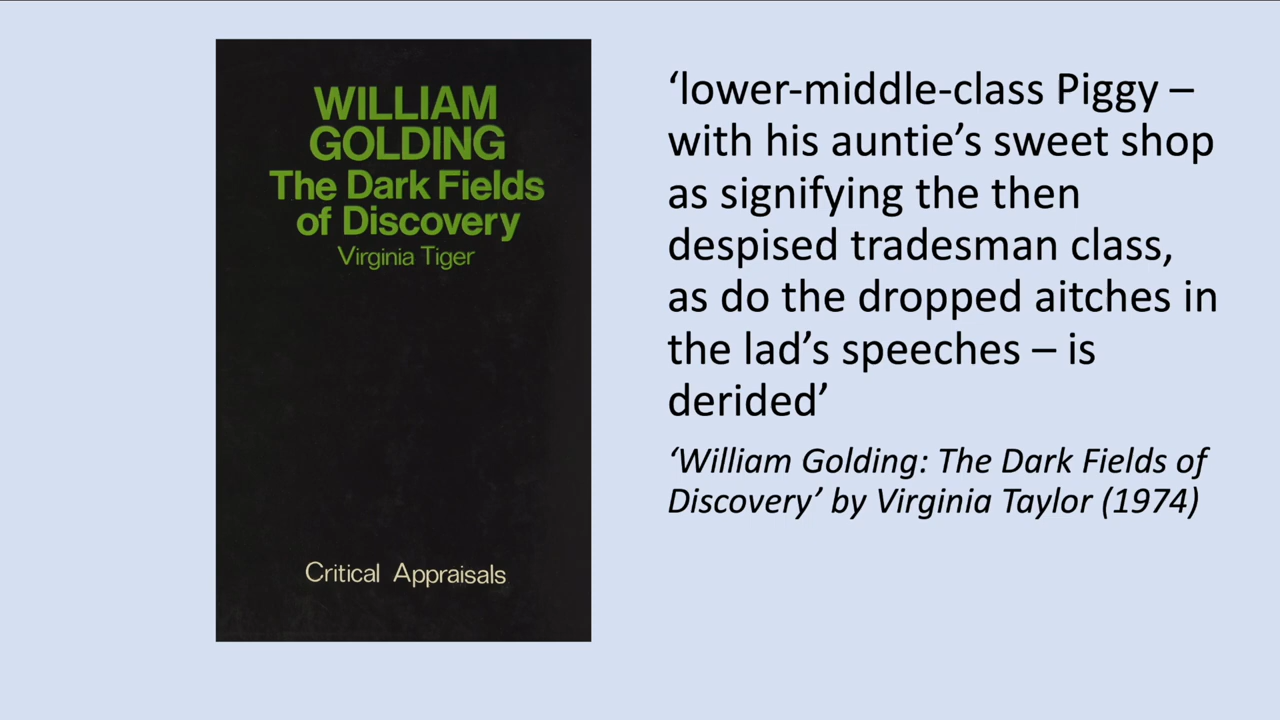 WILLIAM
GOLDING
The Dark Fields
of Discovery
Virginia Tiger
Critical Appraisals
‘lower-middle-class Piggy –
with his auntie’s sweet shop
as signifying the then
despised tradesman class,
as do the dropped aitches in
the lad’s speeches – is
derided’
‘William Golding: The Dark Fields of
Discovery’ by Virginia Taylor (1974)